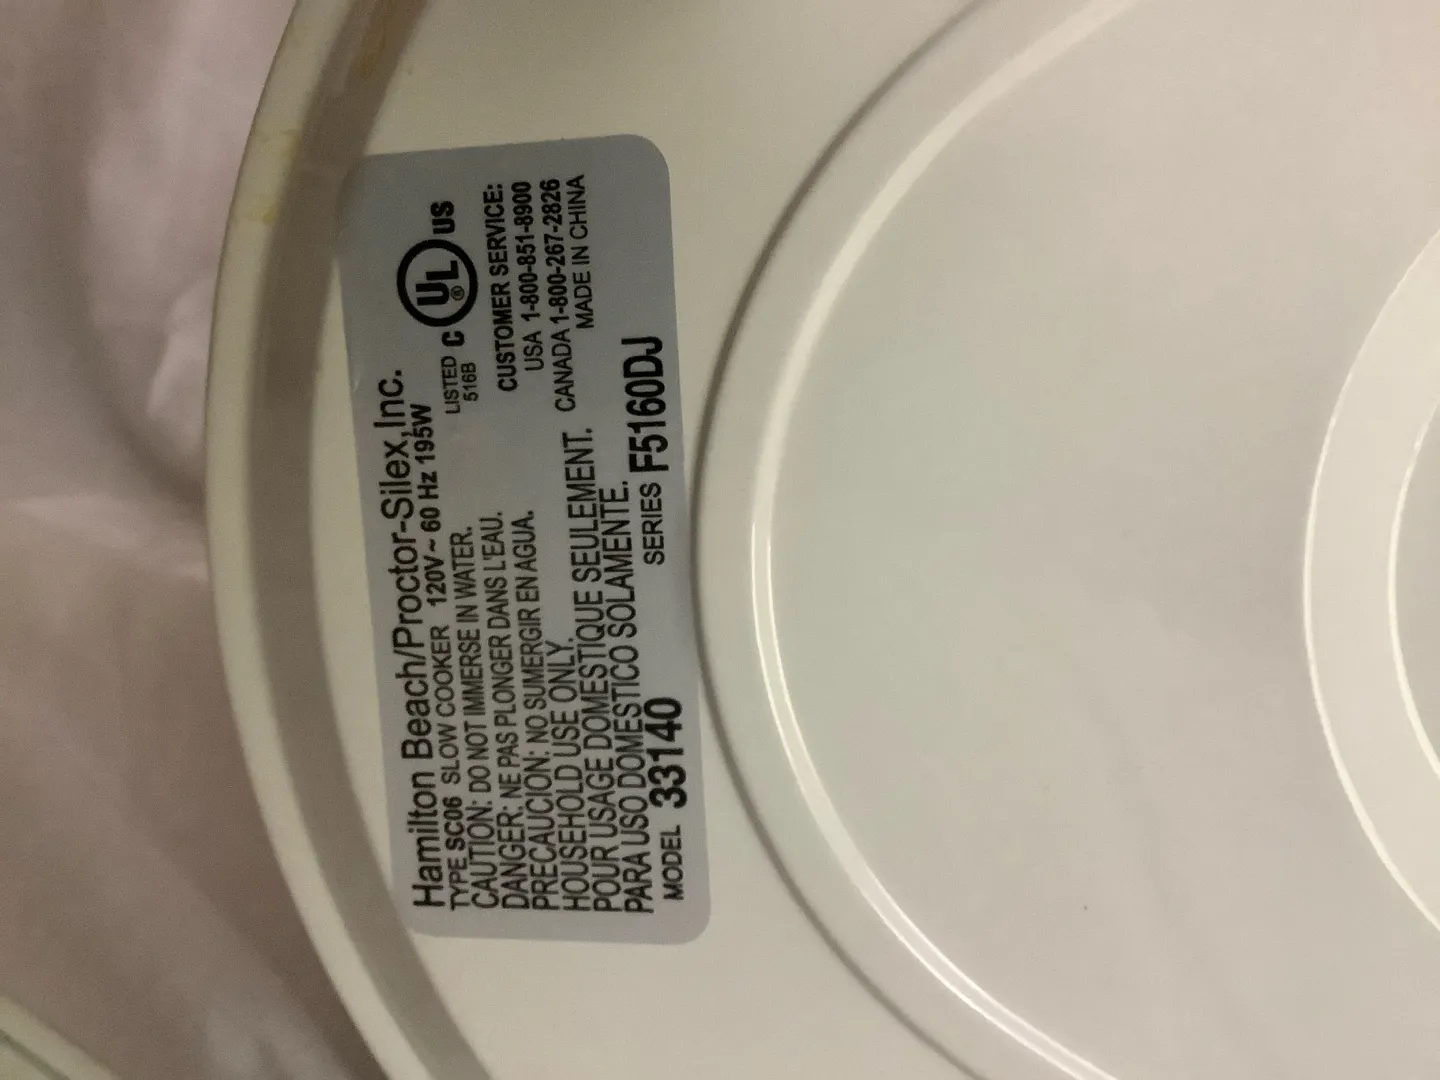 Hamilton Beach/Proctor-Silex,Inc.
TYPE SC06 SLOW COOKER 120V~ 60 Hz 195W
CAUTION: DO NOT IMMERSE IN WATER.
DANGER: NE PAS PLONGER DANS L'EAU.
PRECAUCION: NO SUMERGIR EN AGUA.
HOUSEHOLD USE ONLY.
POUR USAGE DOMESTIQUE SEULEMENT.
PARA USO DOMESTICO SOLAMENTE.
MODEL 33140 SERIES F5160DJ
LISTED
516B
C UL ® US
CUSTOMER SERVICE:
USA 1-800-851-8900
CANADA 1-800-267-2826
MADE IN CHINA